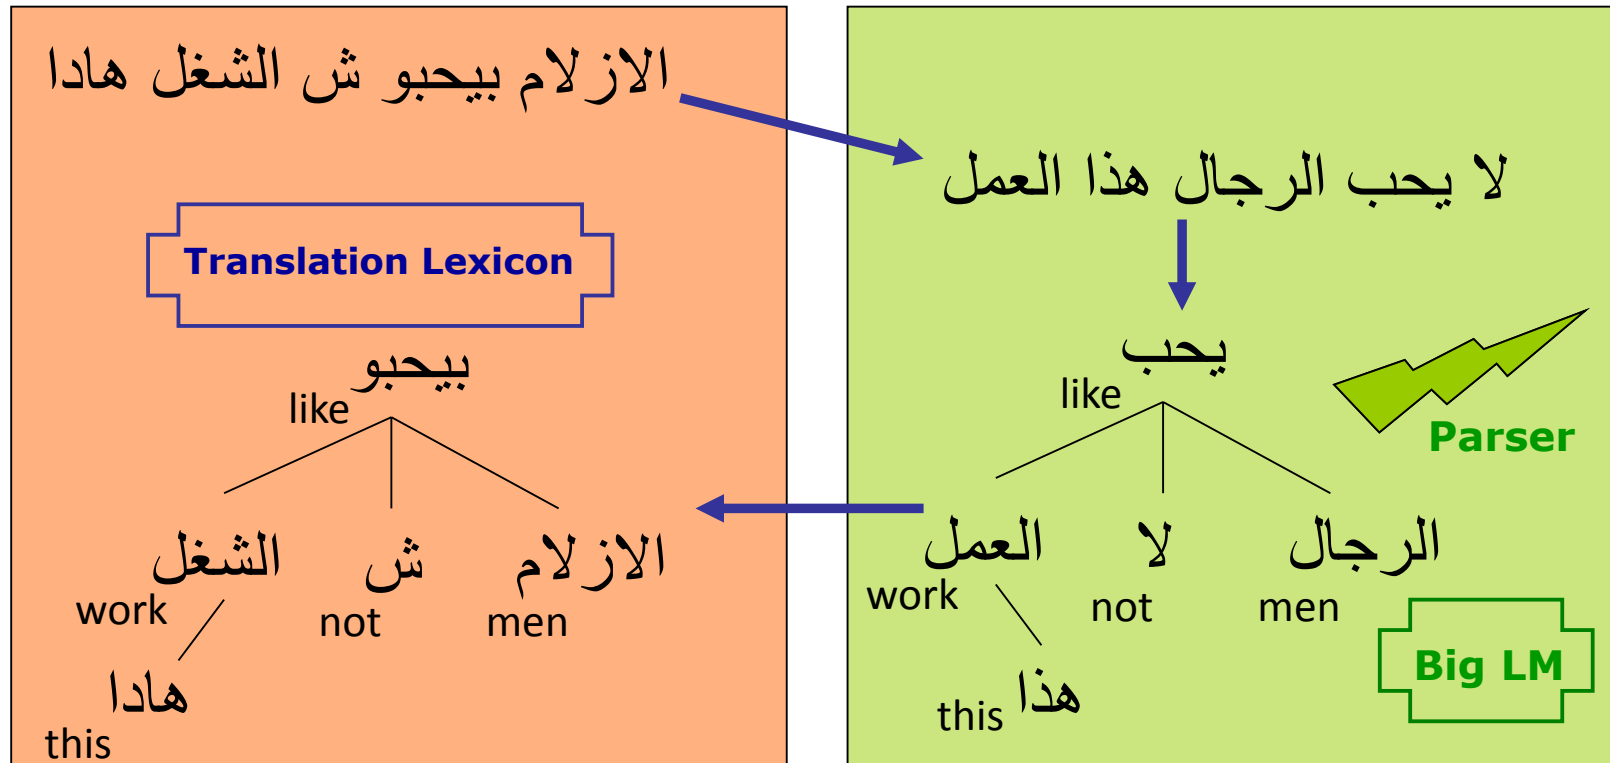 الازلام بيحبو ش الشغل هادا
Translation Lexicon
بيحبو
like
الازلام ش الشغل
work not men
هادا
this
لا يحب الرجال هذا العمل
يحب
like
Parser
الرجال لا العمل
work not men
هذا
this
Big LM